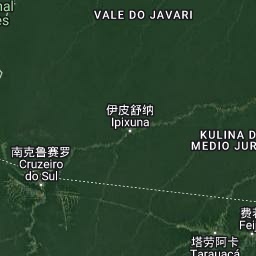 VALE DO JAVARI
伊皮舒纳
Ipixuna
KULINA D
MEDIO JUR
南克鲁赛罗
Cruzeiro
do Sul
塔劳阿卡
Tarauacá
Fei